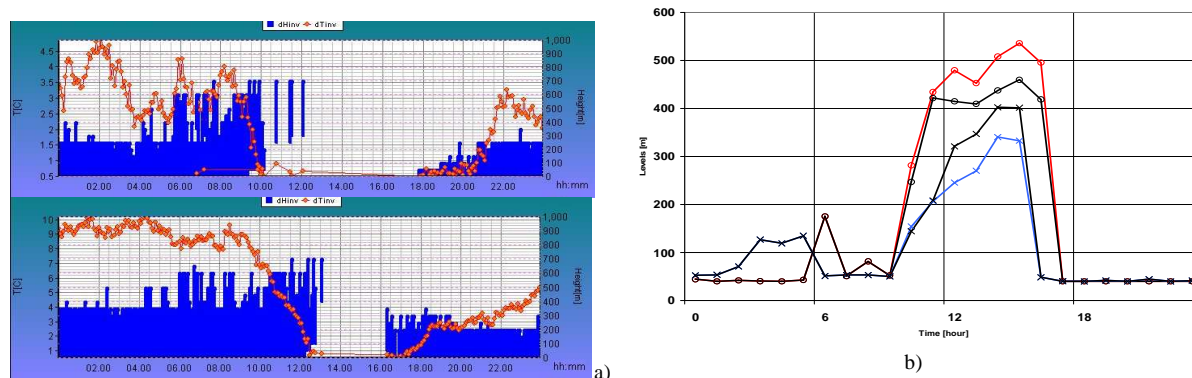 dHinv dTinv
4.5 1,000
4 900
800
3.5 700
3 600
2.5 500
400
2 300
1.5 200
1 100
0.5 0
T[C]
Height[m]
02.00 04.00 06.00 08.00 10.00 12.00 14.00 16.00 18.00 20.00 22.00
hh:mm
dHinv dTinv
10 1,000
9 900
8 800
7 700
6 600
5 500
4 400
3 300
2 200
1 100
0
T[C]
Height[m]
02.00 04.00 06.00 08.00 10.00 12.00 14.00 16.00 18.00 20.00 22.00
hh:mm
a)
600
500
400
300
200
100
0
Levels [m]
0 6 12 18
Time [hour]
b)